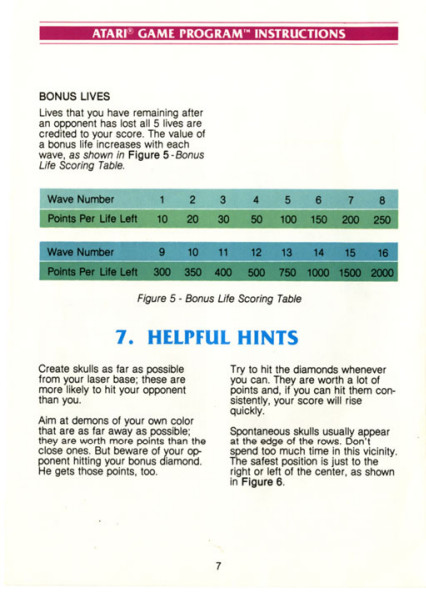 ATARI® GAME PROGRAM™ INSTRUCTIONS
BONUS LIVES
Lives that you have remaining after
an opponent has lost all 5 lives are
credited to your score. The value of
a bonus life increases with each
wave, as shown in Figure 5 - Bonus
Life Scoring Table.
Wave Number 1 2 3 4 5 6 7 8
Points Per Life Left 10 20 30 50 100 150 200 250
Wave Number 9 10 11 12 13 14 15 16
Points Per Life Left 300 350 400 500 750 1000 1500 2000
Figure 5 - Bonus Life Scoring Table
7. HELPFUL HINTS
Create skulls as far as possible
from your laser base; these are
more likely to hit your opponent
than you.
Aim at demons of your own color
that are as far away as possible;
they are worth more points than the
close ones. But beware of your op-
ponent hitting your bonus diamond.
He gets those points, too.
Try to hit the diamonds whenever
you can. They are worth a lot of
points and, if you can hit them con-
sistently, your score will rise
quickly.
Spontaneous skulls usually appear
at the edge of the rows. Don't
spend too much time in this vicinity.
The safest position is just to the
right or left of the center, as shown
in Figure 6.
7